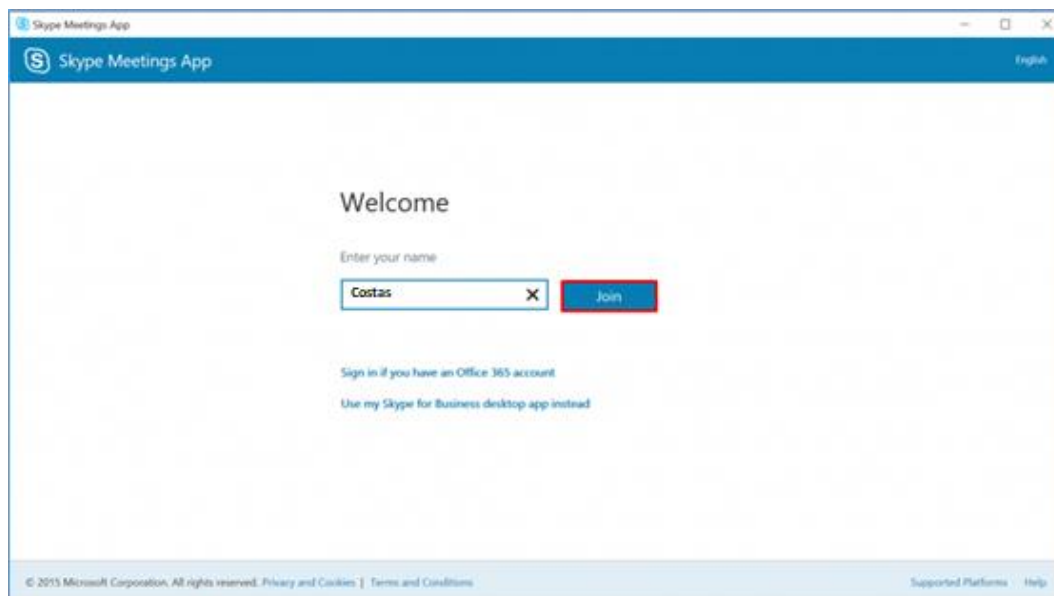 Skype Meetings App
Skype Meetings App
English
Welcome
Enter your name
Costas
Join
Sign in if you have an Office 365 account
Use my Skype for Business desktop app instead
© 2015 Microsoft Corporation. All rights reserved. Privacy and Cookies | Terms and Conditions
Supported Platforms Help